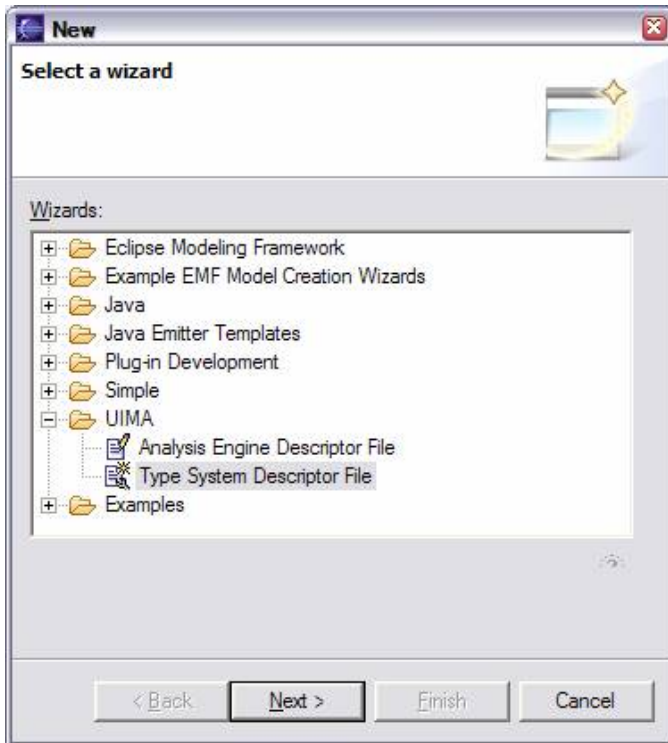 New
Select a wizard
Wizards:
Eclipse Modeling Framework
Example EMF Model Creation Wizards
Java
Java Emitter Templates
Plug-in Development
Simple
UIMA
Analysis Engine Descriptor File
Type System Descriptor File
Examples
< Back Next > Finish Cancel